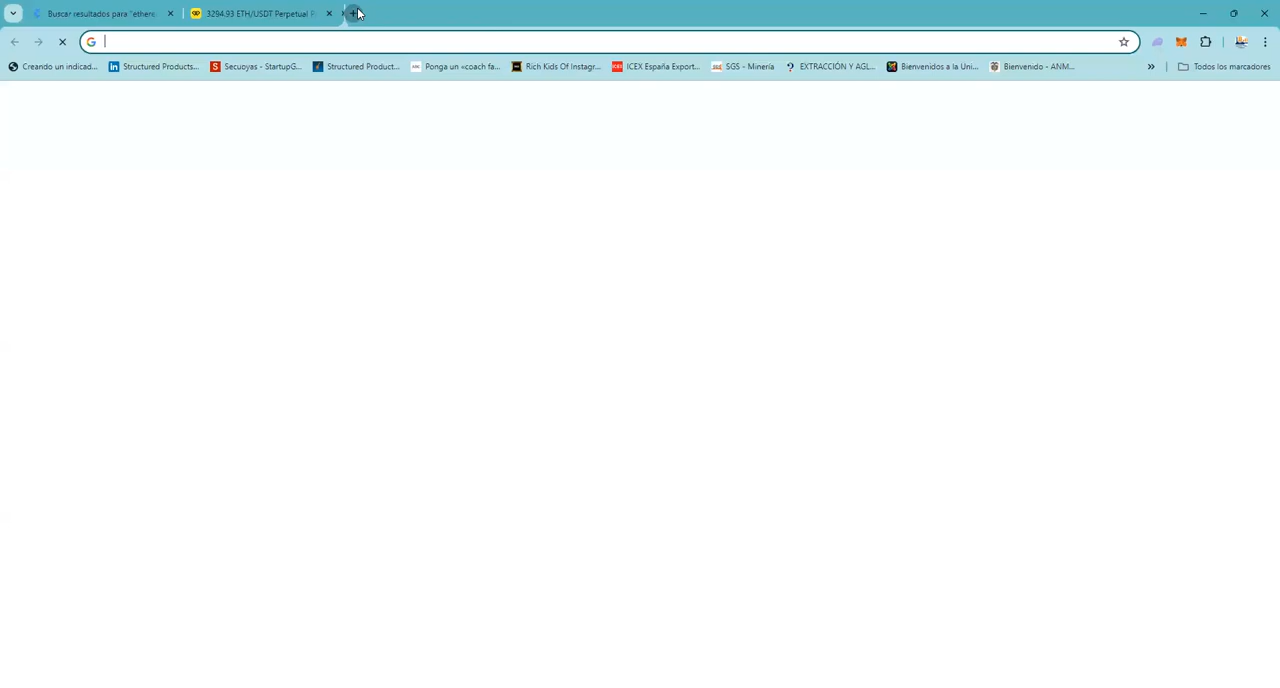 Buscar resultados para "ethere
3294.93 ETH/USDT Perpetual F
Creando un indicad...
Structured Products...
Secuoyas - StartupG...
Structured Product...
Ponga un «coach fa...
Rich Kids Of Instagr...
ICEX España Export...
SGS - Minería
EXTRACCIÓN Y AGL...
Bienvenidos a la Uni...
Bienvenido - ANM...
Todos los marcadores